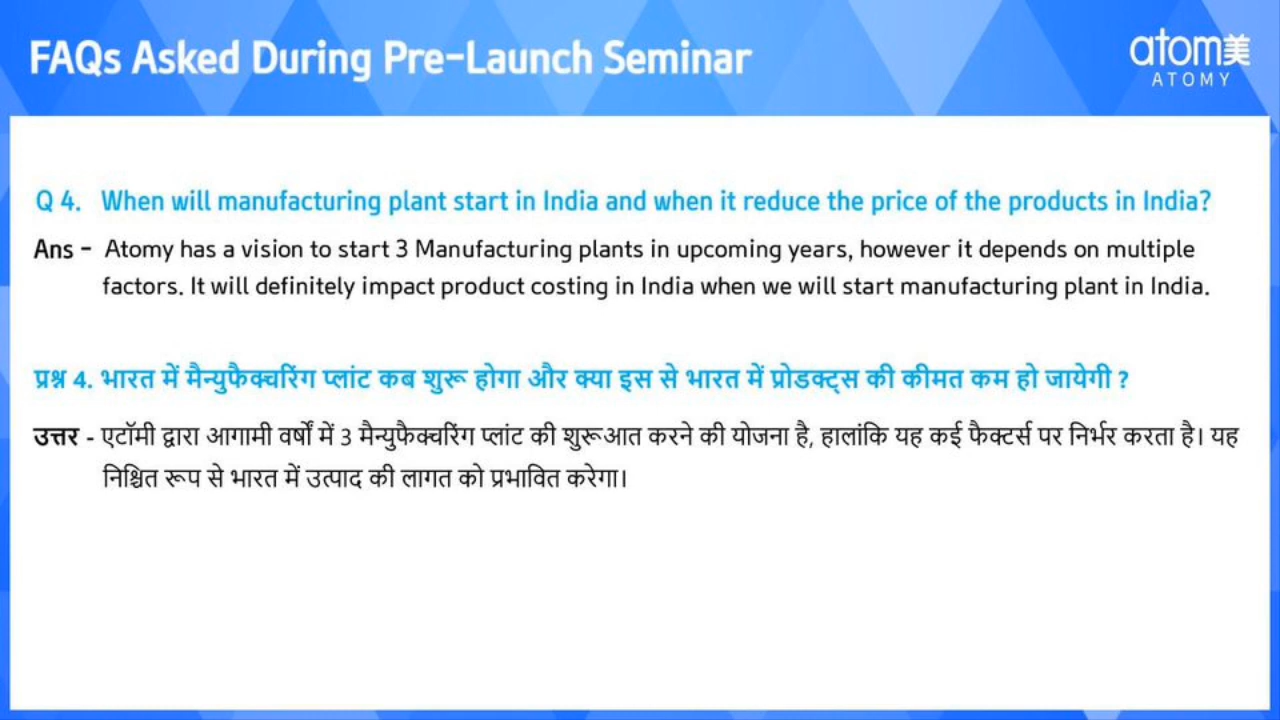 FAQs Asked During Pre-Launch Seminar
atom美
ATOMY
Q 4. When will manufacturing plant start in India and when it reduce the price of the products in India?
Ans - Atomy has a vision to start 3 Manufacturing plants in upcoming years, however it depends on multiple
factors. It will definitely impact product costing in India when we will start manufacturing plant in India.
प्रश्न 4. भारत में मैन्युफैक्चरिंग प्लांट कब शुरू होगा और क्या इस से भारत में प्रोडक्ट्स की कीमत कम हो जायेगी ?
उत्तर - एटॉमी द्वारा आगामी वर्षों में 3 मैन्युफैक्चरिंग प्लांट की शुरूआत करने की योजना है, हालांकि यह कई फैक्टर्स पर निर्भर करता है। यह
निश्चित रूप से भारत में उत्पाद की लागत को प्रभावित करेगा।